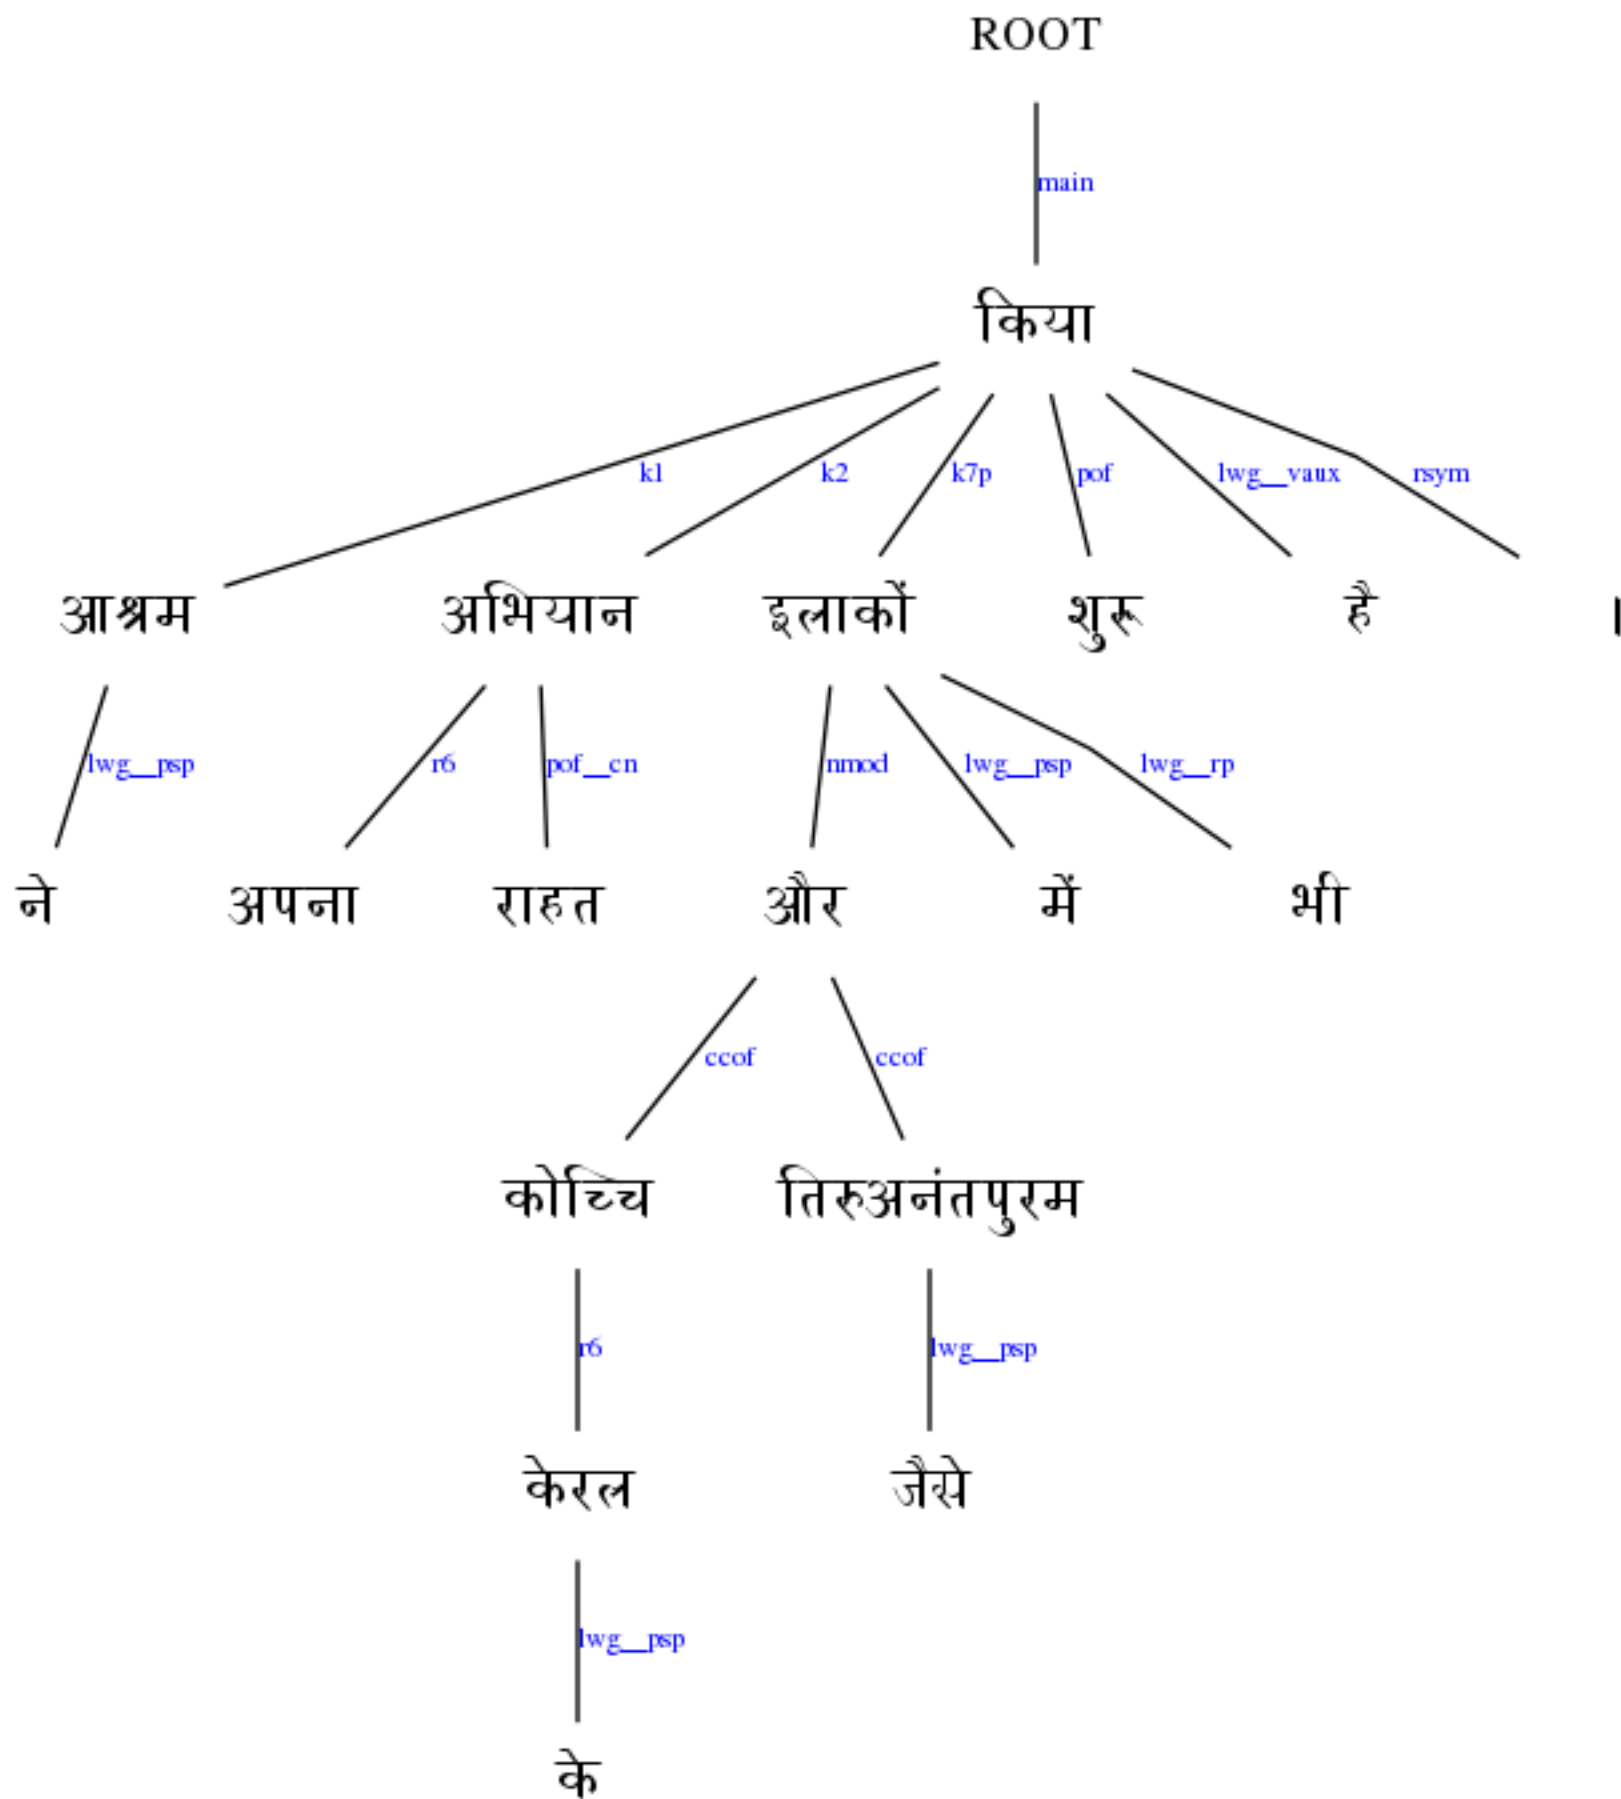 ROOT
main
किया
k1 k2 k7p pof lwg__vaux rsym
आश्रम अभियान इलाकों शुरू है ।
lwg__psp r6 pof__cn nmod lwg__psp lwg__rp
ने अपना राहत और में भी
ccof ccof
कोच्चि तिरुअनंतपुरम
r6 lwg__psp
केरल जैसे
lwg__psp
के